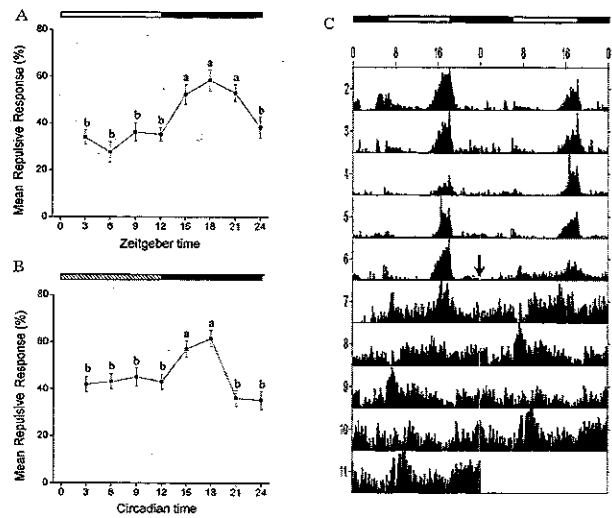 A
Mean Repulsive Response (%)
80
60
40
20
0
b b b b a a a b
0 3 6 9 12 15 18 21 24
Zeitgeber time
B
Mean Repulsive Response (%)
80
60
40
20
0
b b b b a a b b
0 3 6 9 12 15 18 21 24
Circadian time
C
0 8 16 0 8 16 0
2
3
4
5
6
7
8
9
10
11